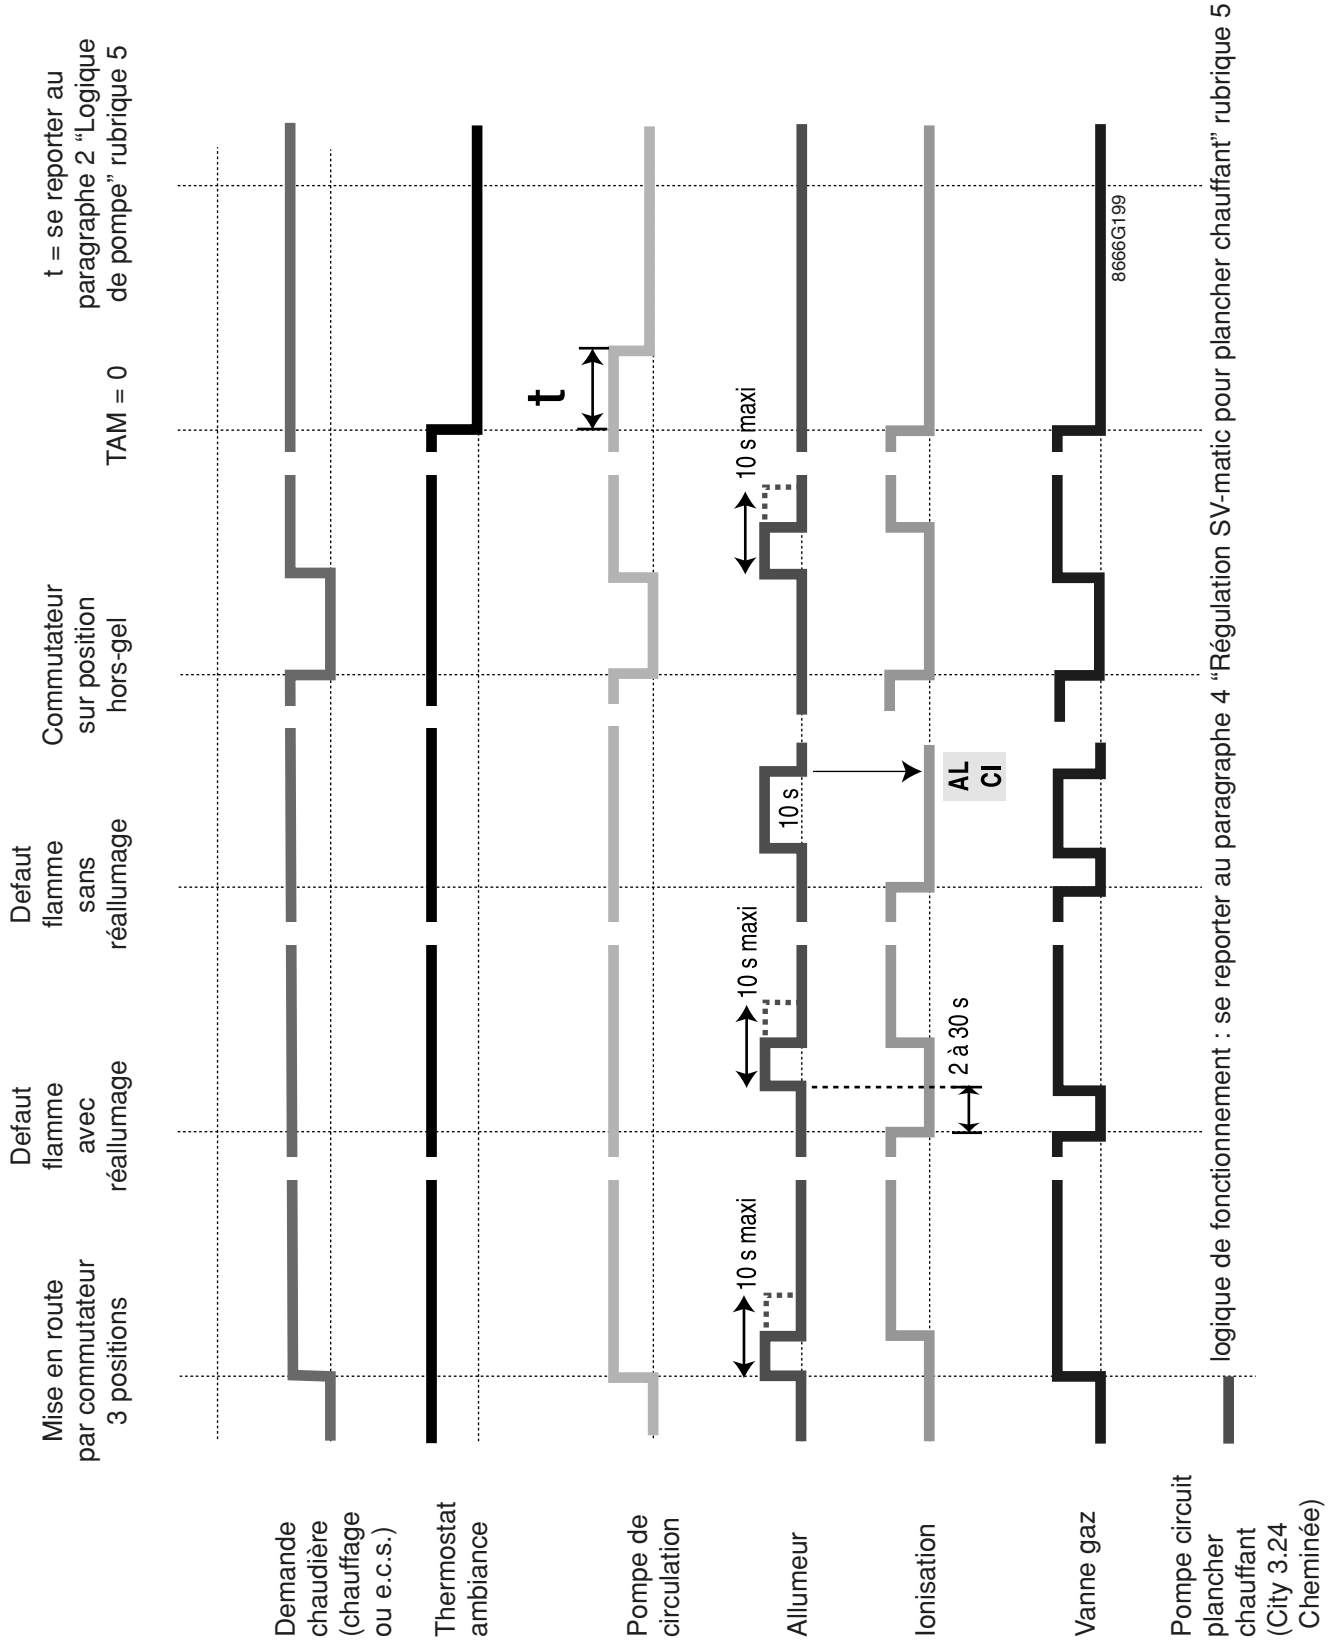 Mise en route
par commutateur
3 positions
Defaut
flamme
avec
réallumage
Defaut
flamme
sans
réallumage
Commutateur
sur position
hors-gel
TAM = 0
t = se reporter au
paragraphe 2 “Logique
de pompe” rubrique 5
Demande
chaudière
(chauffage
ou e.c.s.)
Thermostat
ambiance
t
Pompe de
circulation
10 s maxi
10 s maxi
10 s
10 s maxi
Allumeur
Ionisation
2 à 30 s
AL
CI
Vanne gaz
8666G199
Pompe circuit
plancher
chauffant
(City 3.24
Cheminée)
logique de fonctionnement : se reporter au paragraphe 4 “Régulation SV-matic pour plancher chauffant” rubrique 5